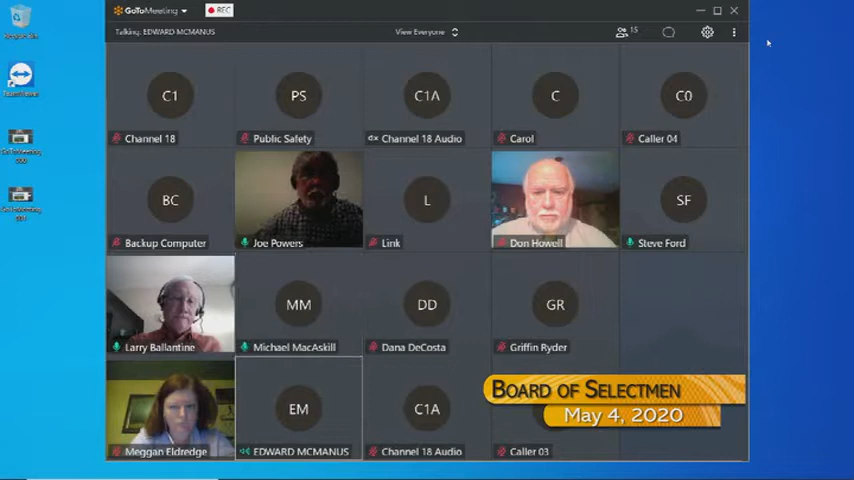 GoToMeeting
REC
Talking: EDWARD MCMANUS
View Everyone
15
C1
PS
C1A
C
C0
Channel 18
Public Safety
Channel 18 Audio
Carol
Caller 04
BC
L
SF
Backup Computer
Joe Powers
Link
Don Howell
Steve Ford
MM
DD
GR
Larry Ballantine
Michael MacAskill
Dana DeCosta
Griffin Ryder
BOARD OF SELECTMEN
May 4, 2020
EM
C1A
Meggan Eldredge
EDWARD MCMANUS
Channel 18 Audio
Caller 03